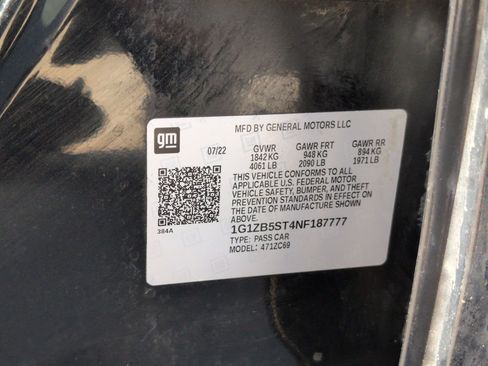 MFD BY GENERAL MOTORS LLC
gm
07/22 GVWR GAWR FRT GAWR RR
1842 KG 948 KG 894 KG
4061 LB 2090 LB 1971 LB
THIS VEHICLE CONFORMS TO ALL
APPLICABLE U.S. FEDERAL MOTOR
VEHICLE SAFETY, BUMPER, AND THEFT
PREVENTION STANDARDS IN EFFECT ON
THE DATE OF MANUFACTURE SHOWN ABOVE.
384A
1G1ZB5ST4NF187777
TYPE: PASS CAR
MODEL: 471ZC69